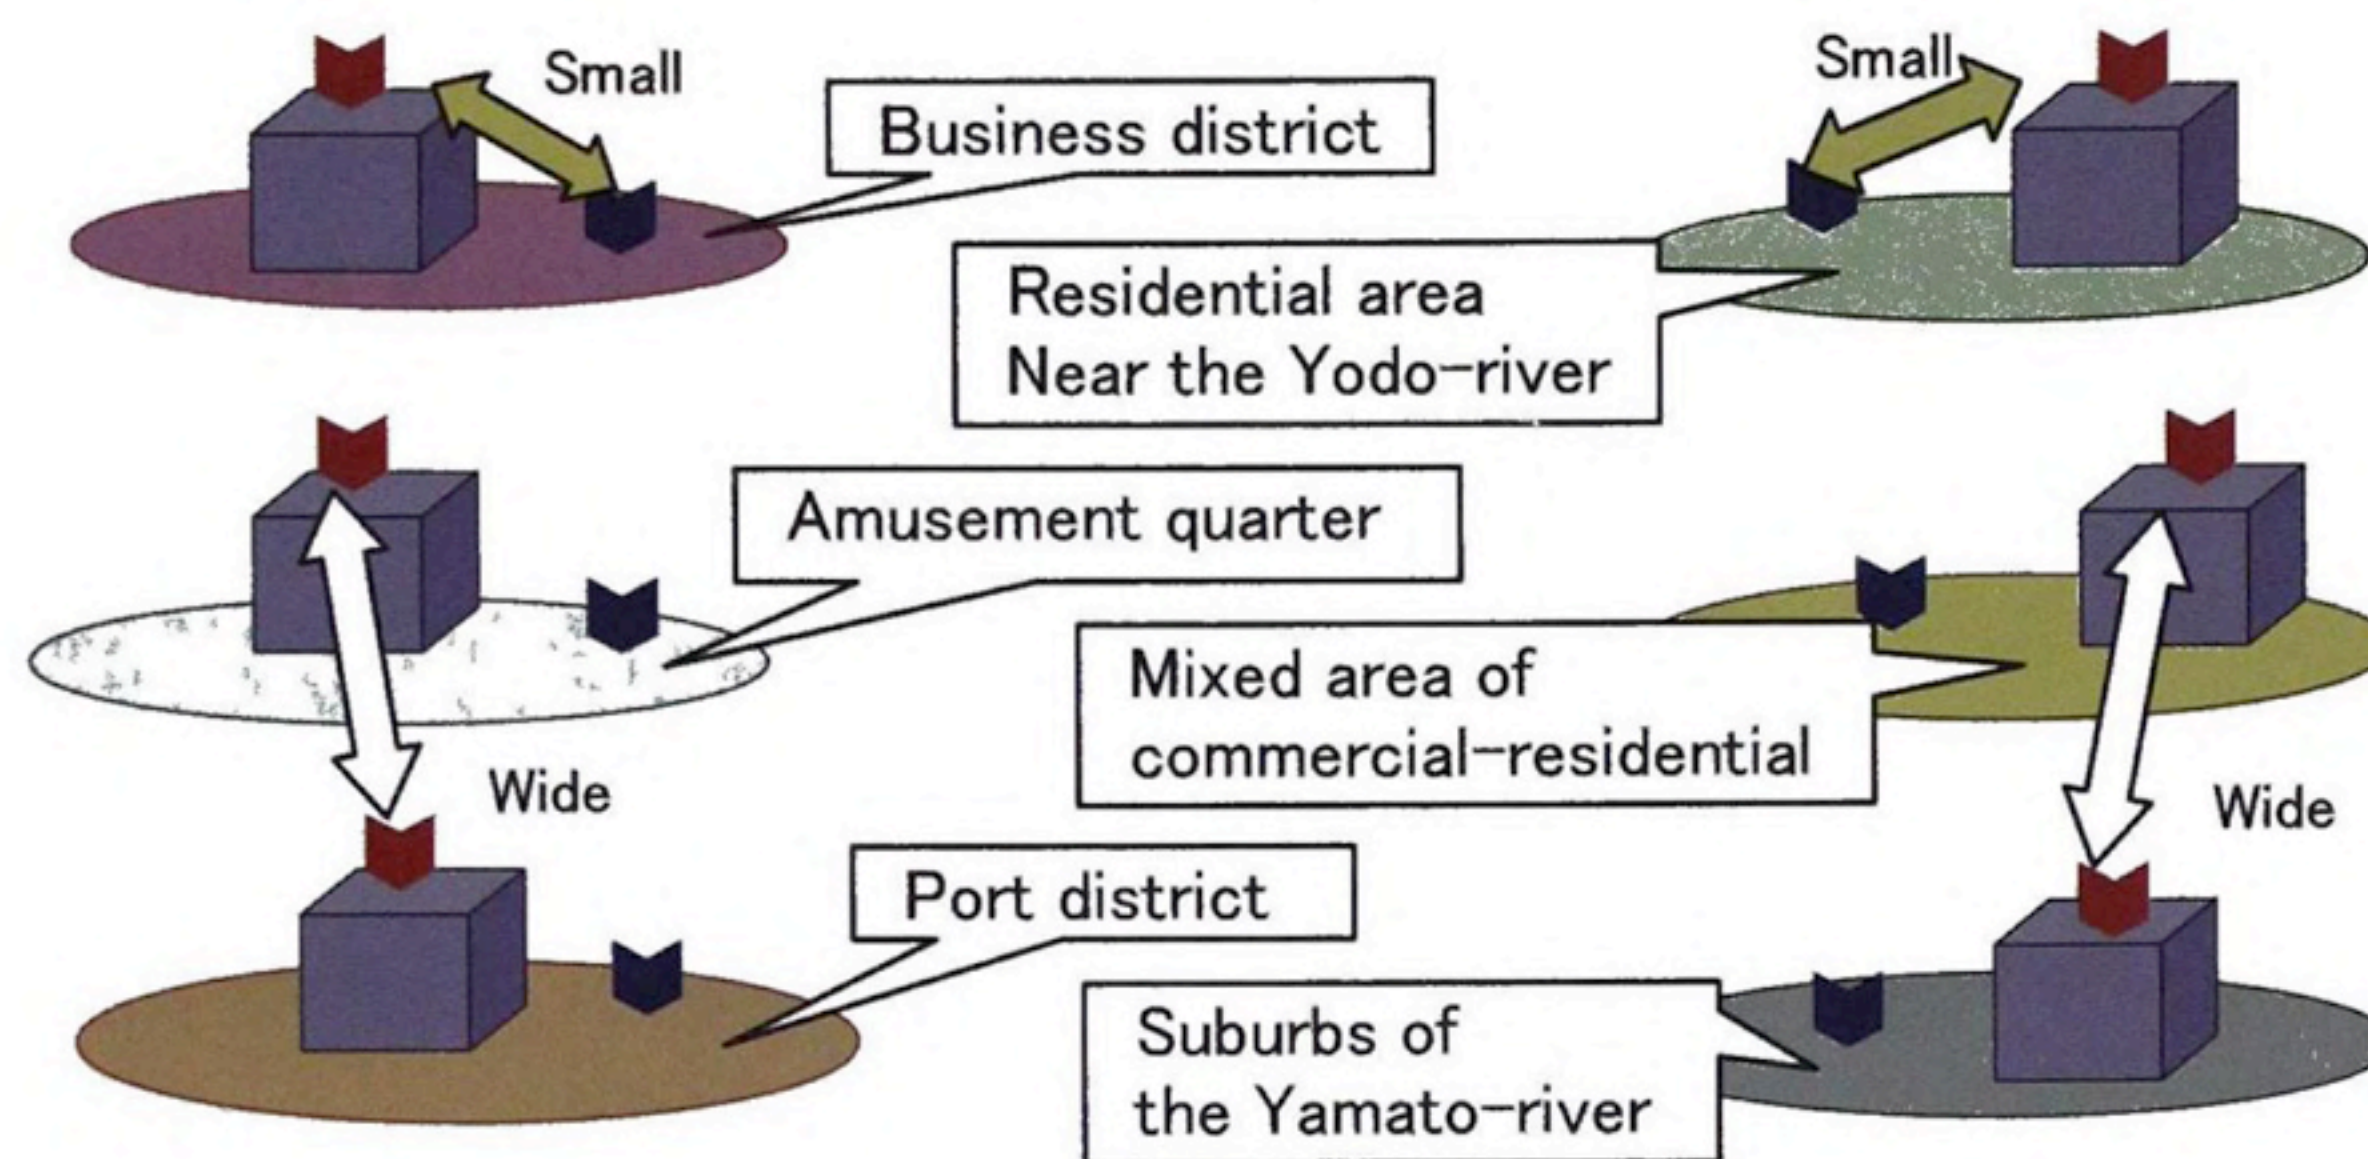 Small
Small
Business district
Residential area
Near the Yodo-river
Amusement quarter
Mixed area of
commercial-residential
Wide
Wide
Port district
Suburbs of
the Yamato-river